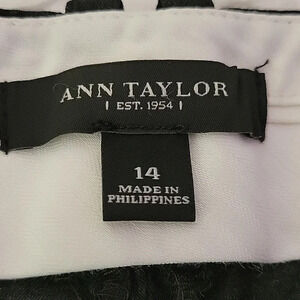 ANN TAYLOR
| EST. 1954 |
14
MADE IN
PHILIPPINES